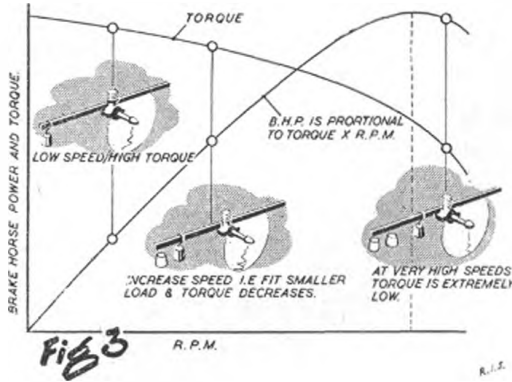 TORQUE
BRAKE HORSE POWER AND TORQUE.
B.H.P. IS PROPORTIONAL
TO TORQUE X R.P.M.
LOW SPEED/HIGH TORQUE
INCREASE SPEED I.E FIT SMALLER
LOAD & TORQUE DECREASES.
AT VERY HIGH SPEEDS
TORQUE IS EXTREMELY
LOW.
Fig 3
R.P.M.
R.I.S.